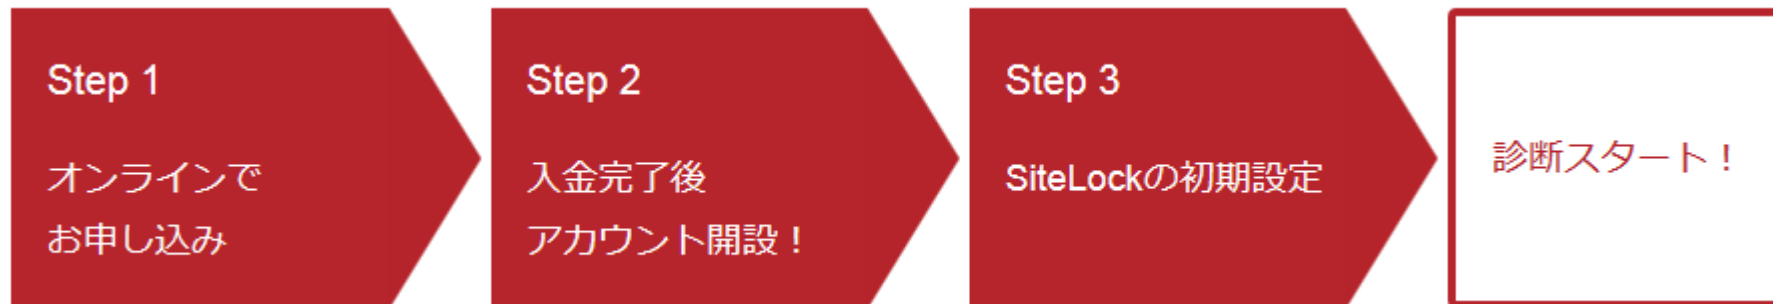 Step 1
オンラインで
お申し込み
Step 2
入金完了後
アカウント開設！
Step 3
SiteLockの初期設定
診断スタート！